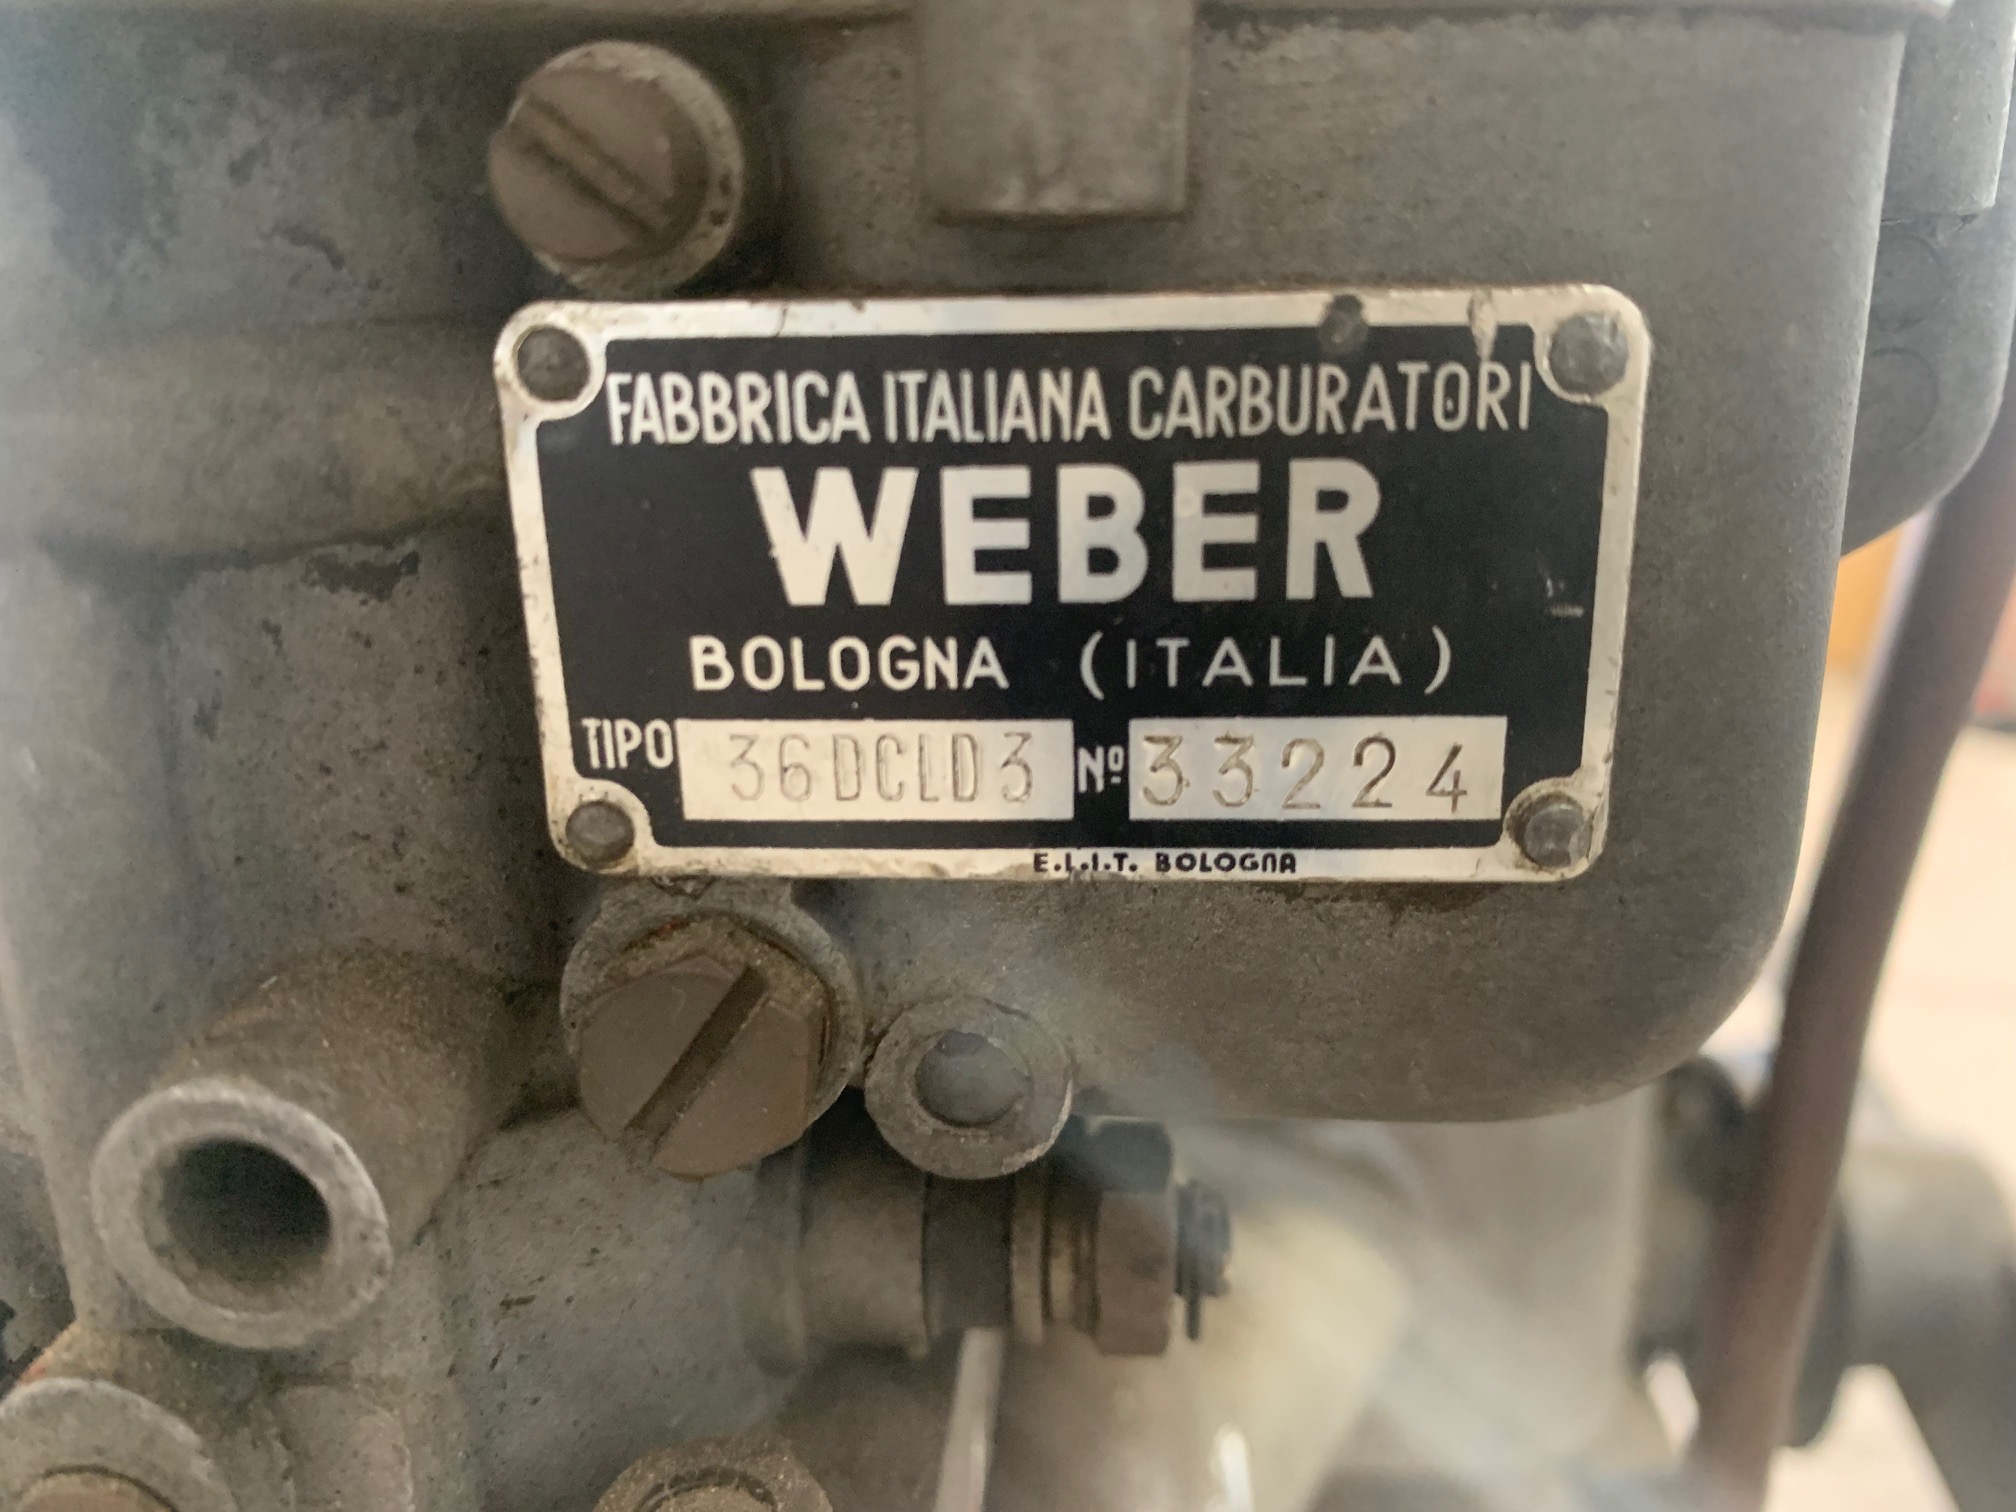 FABBRICA ITALIANA CARBURATORI
WEBER
BOLOGNA (ITALIA)
TIPO 36DCLD3 Nº 33224
E.L.I.T. BOLOGNA